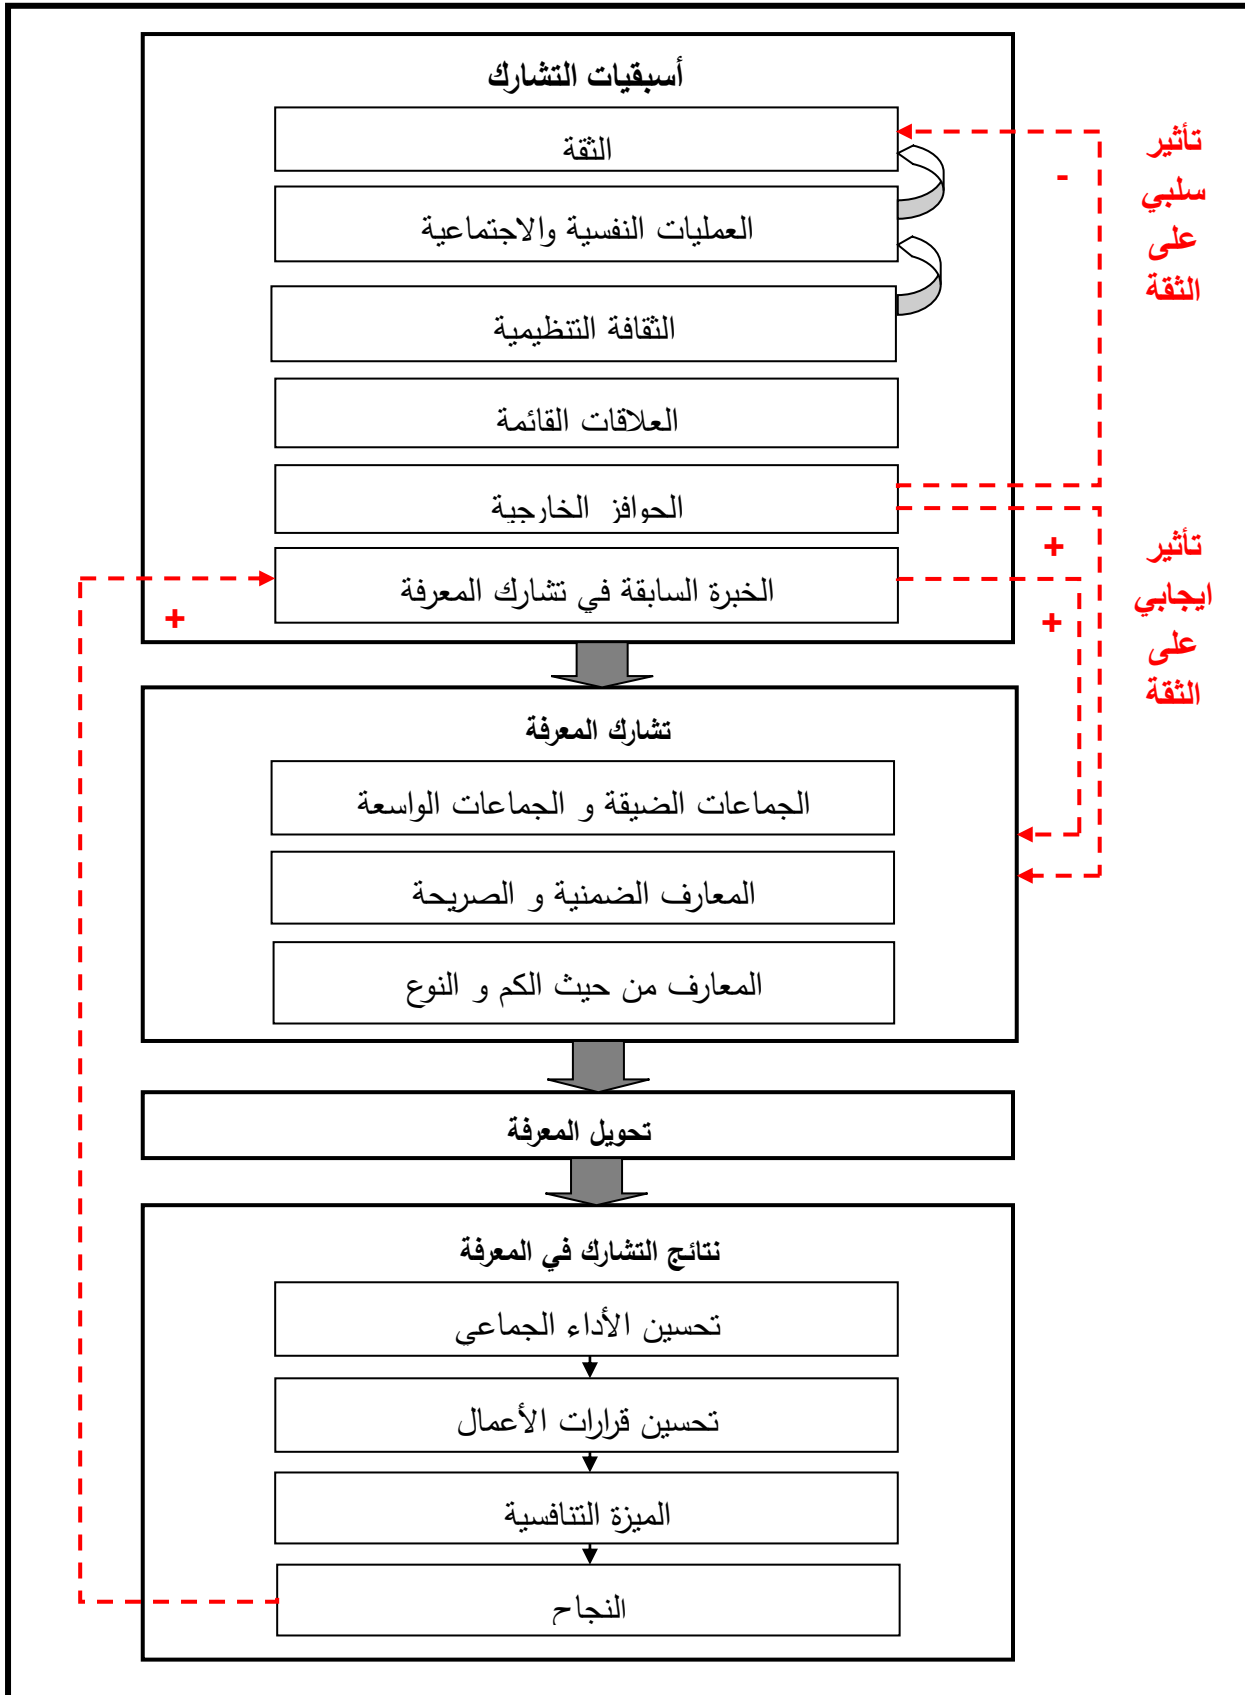 أسبقيات التشارك
الثقة
العمليات النفسية والاجتماعية
الثقافة التنظيمية
العلاقات القائمة
الحوافز الخارجية
الخبرة السابقة في تشارك المعرفة
تأثير
سلبي
على
الثقة
-
تأثير
ايجابي
على
الثقة
+
+
+
تشارك المعرفة
الجماعات الضيقة و الجماعات الواسعة
المعارف الضمنية و الصريحة
المعارف من حيث الكم و النوع
تحويل المعرفة
نتائج التشارك في المعرفة
تحسين الأداء الجماعي
تحسين قرارات الأعمال
الميزة التنافسية
النجاح